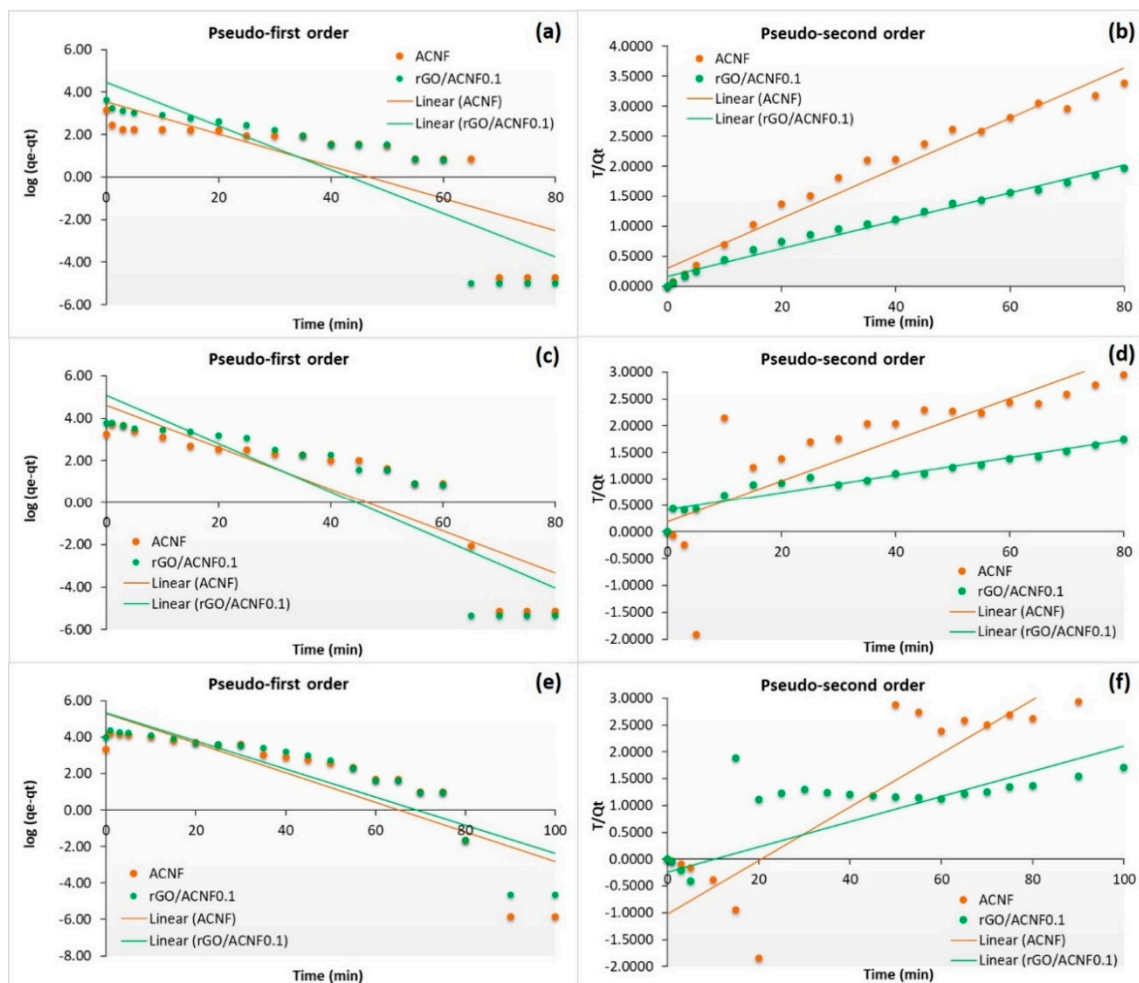 Pseudo-first order
(a)
ACNF
rGO/ACNF0.1
Linear (ACNF)
Linear (rGO/ACNF0.1)
6.00
4.00
2.00
0.00
-2.00
-4.00
-6.00
0
20
40
60
80
log (qe-qt)
Time (min)
Pseudo-second order
(b)
ACNF
rGO/ACNF0.1
Linear (ACNF)
Linear (rGO/ACNF0.1)
4.0000
3.5000
3.0000
2.5000
2.0000
1.5000
1.0000
0.5000
0.0000
0
20
40
60
80
T/Qt
Time (min)
Pseudo-first order
(c)
6.00
4.00
2.00
0.00
-2.00
-4.00
-6.00
0
20
40
60
80
log (qe-qt)
ACNF
rGO/ACNF0.1
Linear (ACNF)
Linear (rGO/ACNF0.1)
Time (min)
Pseudo-second order
(d)
3.0000
2.5000
2.0000
1.5000
1.0000
0.5000
0.0000
-0.5000
-1.0000
-1.5000
-2.0000
0
20
40
60
80
T/Qt
ACNF
rGO/ACNF0.1
Linear (ACNF)
Linear (rGO/ACNF0.1)
Time (min)
Pseudo-first order
(e)
6.00
4.00
2.00
0.00
-2.00
-4.00
-6.00
-8.00
0
20
40
60
80
100
log (qe-qt)
ACNF
rGO/ACNF0.1
Linear (ACNF)
Linear (rGO/ACNF0.1)
Time (min)
Pseudo-second order
(f)
3.0000
2.5000
2.0000
1.5000
1.0000
0.5000
0.0000
-0.5000
-1.0000
-1.5000
-2.0000
0
20
40
60
80
100
T/Qt
ACNF
rGO/ACNF0.1
Linear (ACNF)
Linear (rGO/ACNF0.1)
Time (min)